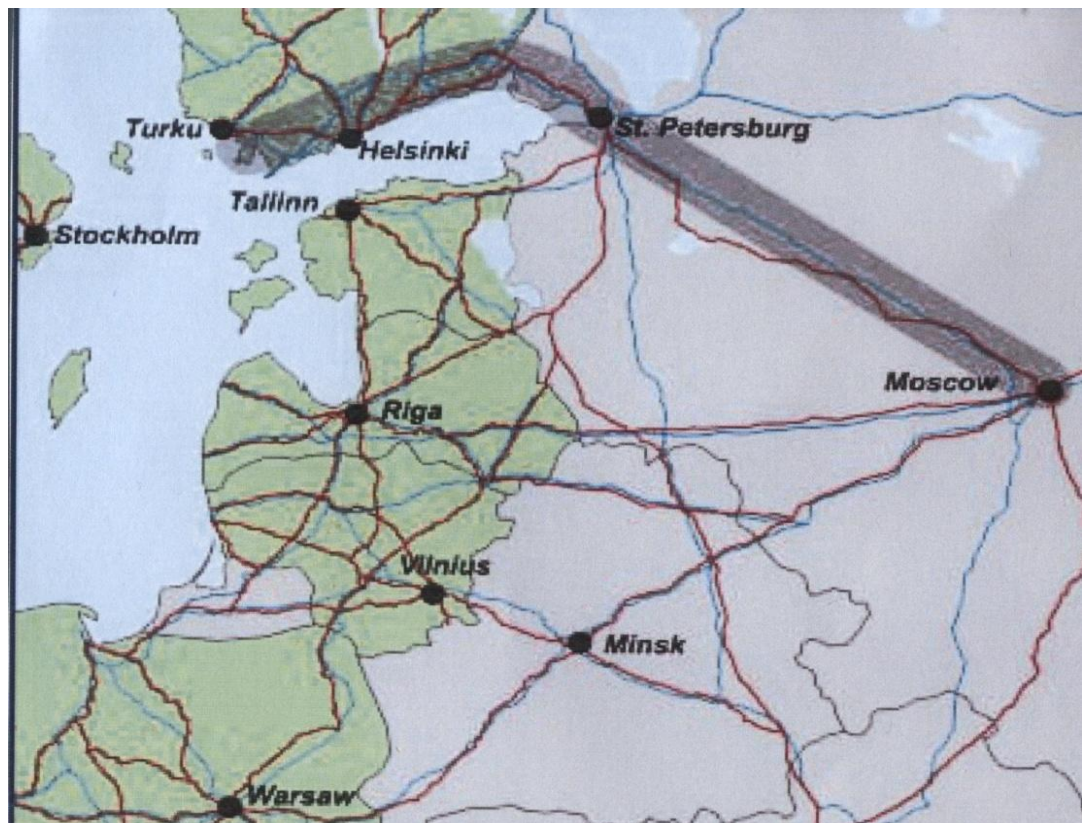 Turku
Helsinki
St. Petersburg
Tallinn
Stockholm
Moscow
Riga
Vilnius
Minsk
Warsaw